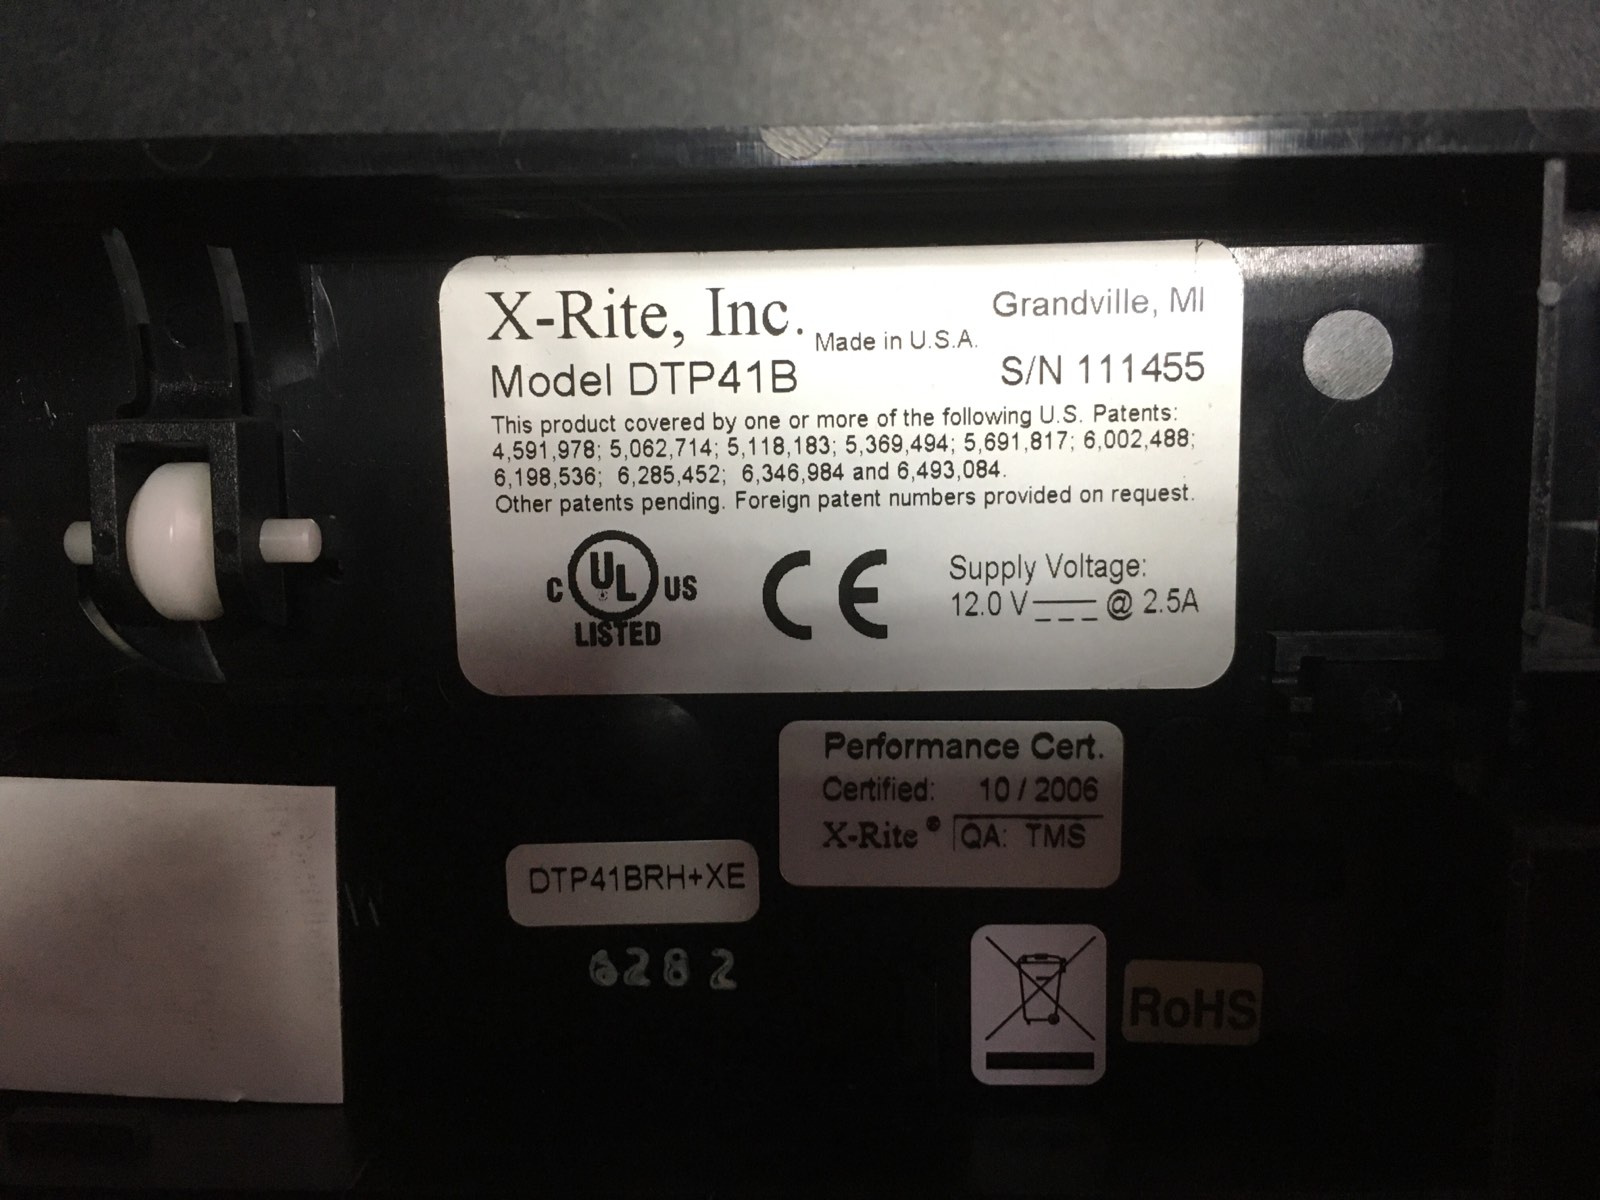 X-Rite, Inc.
Made in U.S.A.
Grandville, MI
Model DTP41B
S/N 111455
This product covered by one or more of the following U.S. Patents:
4,591,978; 5,062,714; 5,118,183; 5,369,494; 5,691,817; 6,002,488;
6,198,536; 6,285,452; 6,346,984 and 6,493,084.
Other patents pending. Foreign patent numbers provided on request.
C UL US
LISTED
CE
Supply Voltage:
12.0 V @ 2.5A
Performance Cert.
Certified: 10 / 2006
X-Rite® QA: TMS
DTP41BRH+XE
6282
RoHS